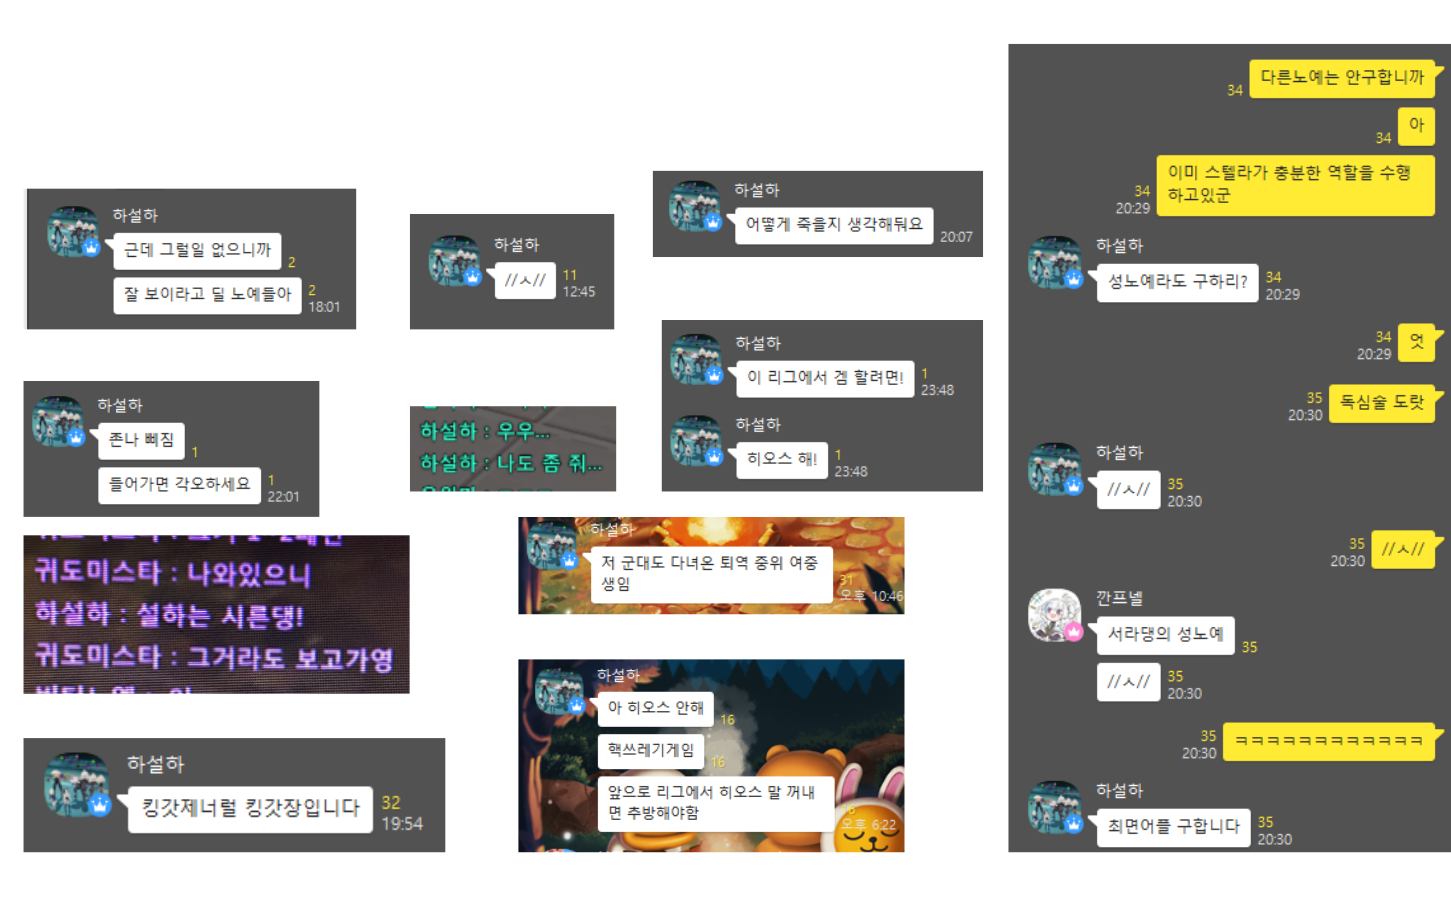 하설하
근데 그럴일 없으니까
2
잘 보이라고 딜 노예들아
2
18:01
하설하
존나 삐짐
1
들어가면 각오하세요
1
22:01
귀도미스타 : 나와있으니
하설하 : 설하는 시른댕!
귀도미스타 : 그거라도 보고가영
하설하
킹갓제너럴 킹갓장입니다
32
19:54
하설하
//ㅅ//
11
12:45
하설하 : 우우...
하설하 : 나도 좀 줘...
하설하
어떻게 죽을지 생각해둬요
20:07
하설하
이 리그에서 겜 할려면!
1
23:48
하설하
히오스 해!
1
23:48
하설하
저 군대도 다녀온 퇴역 중위 여중
생임
31
오후 10:46
하설하
아 히오스 안해
16
핵쓰레기게임
16
앞으로 리그에서 히오스 말 꺼내
면 추방해야함
16
오후 6:22
다른노예는 안구합니까
34
아
34
이미 스텔라가 충분한 역할을 수행
하고있군
34
20:29
하설하
성노예라도 구하리?
34
20:29
엇
34
20:29
독심술 도랏
35
20:30
하설하
//ㅅ//
35
20:30
//ㅅ//
35
20:30
깐프넬
서라댕의 성노예
35
//ㅅ//
35
20:30
ㅋㅋㅋㅋㅋㅋㅋㅋㅋㅋㅋㅋ
35
20:30
하설하
최면어플 구합니다
35
20:30